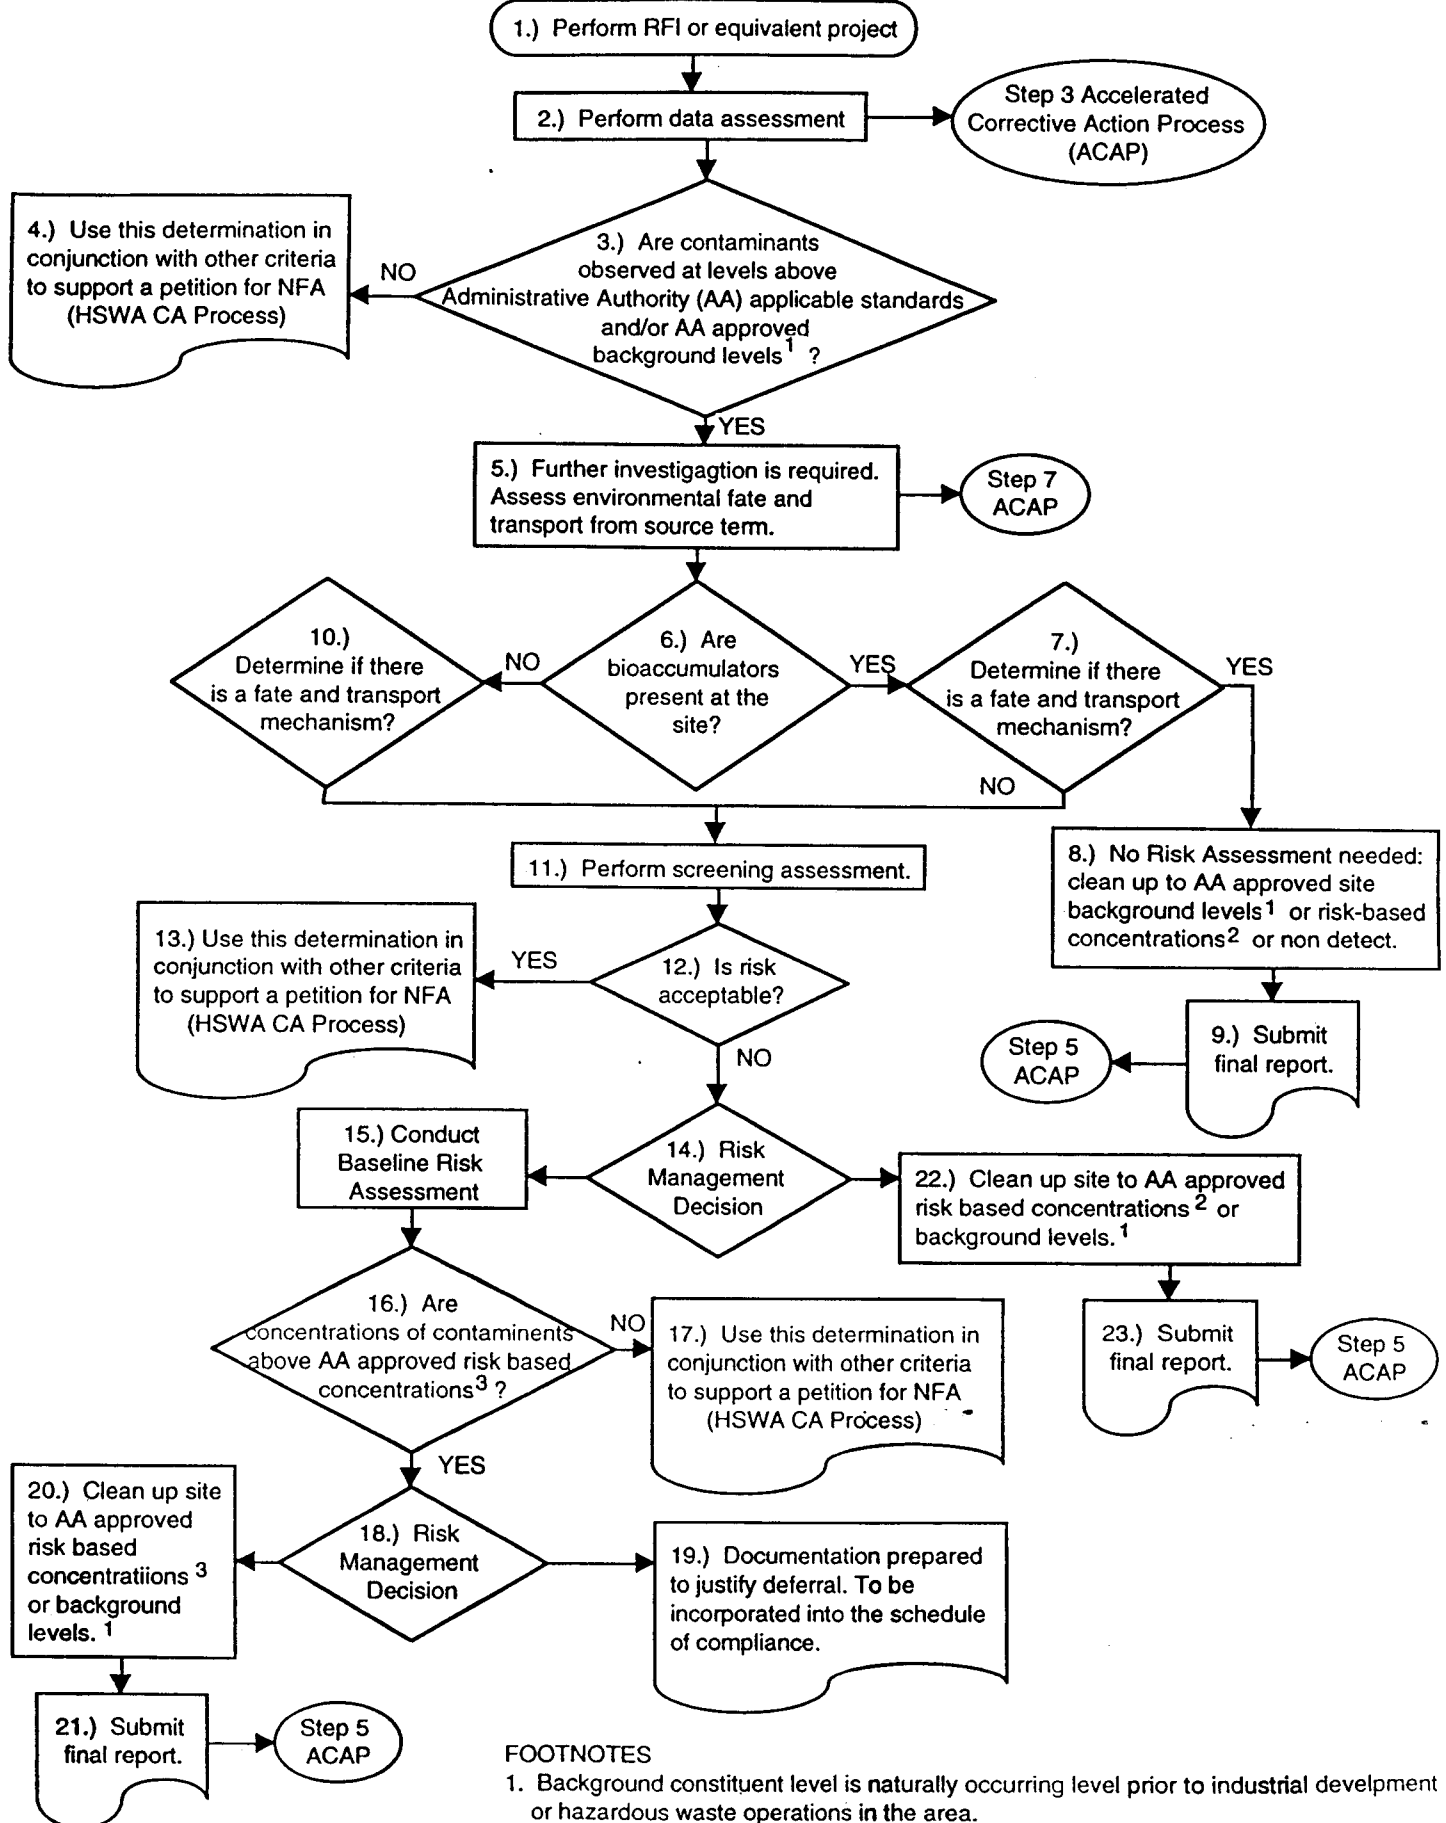 1.) Perform RFI or equivalent project
2.) Perform data assessment
Step 3 Accelerated
Corrective Action Process
(ACAP)
3.) Are contaminants
observed at levels above
Administrative Authority (AA) applicable standards
and/or AA approved
background levels1 ?
NO
4.) Use this determination in
conjunction with other criteria
to support a petition for NFA
(HSWA CA Process)
YES
5.) Further investigagtion is required.
Assess environmental fate and
transport from source term.
Step 7
ACAP
6.) Are
bioaccumulators
present at the
site?
YES
7.)
Determine if there
is a fate and transport
mechanism?
YES
NO
8.) No Risk Assessment needed:
clean up to AA approved site
background levels1 or risk-based
concentrations2 or non detect.
9.) Submit
final report.
Step 5
ACAP
NO
10.)
Determine if there
is a fate and transport
mechanism?
11.) Perform screening assessment.
12.) Is risk
acceptable?
YES
13.) Use this determination in
conjunction with other criteria
to support a petition for NFA
(HSWA CA Process)
NO
14.) Risk
Management
Decision
15.) Conduct
Baseline Risk
Assessment
16.) Are
concentrations of contaminents
above AA approved risk based
concentrations3 ?
NO
17.) Use this determination in
conjunction with other criteria
to support a petition for NFA
(HSWA CA Process)
YES
18.) Risk
Management
Decision
19.) Documentation prepared
to justify deferral. To be
incorporated into the schedule
of compliance.
20.) Clean up site
to AA approved
risk based
concentratiions 3
or background
levels. 1
21.) Submit
final report.
Step 5
ACAP
22.) Clean up site to AA approved
risk based concentrations 2 or
background levels. 1
23.) Submit
final report.
Step 5
ACAP
FOOTNOTES
1. Background constituent level is naturally occurring level prior to industrial develpment
or hazardous waste operations in the area.